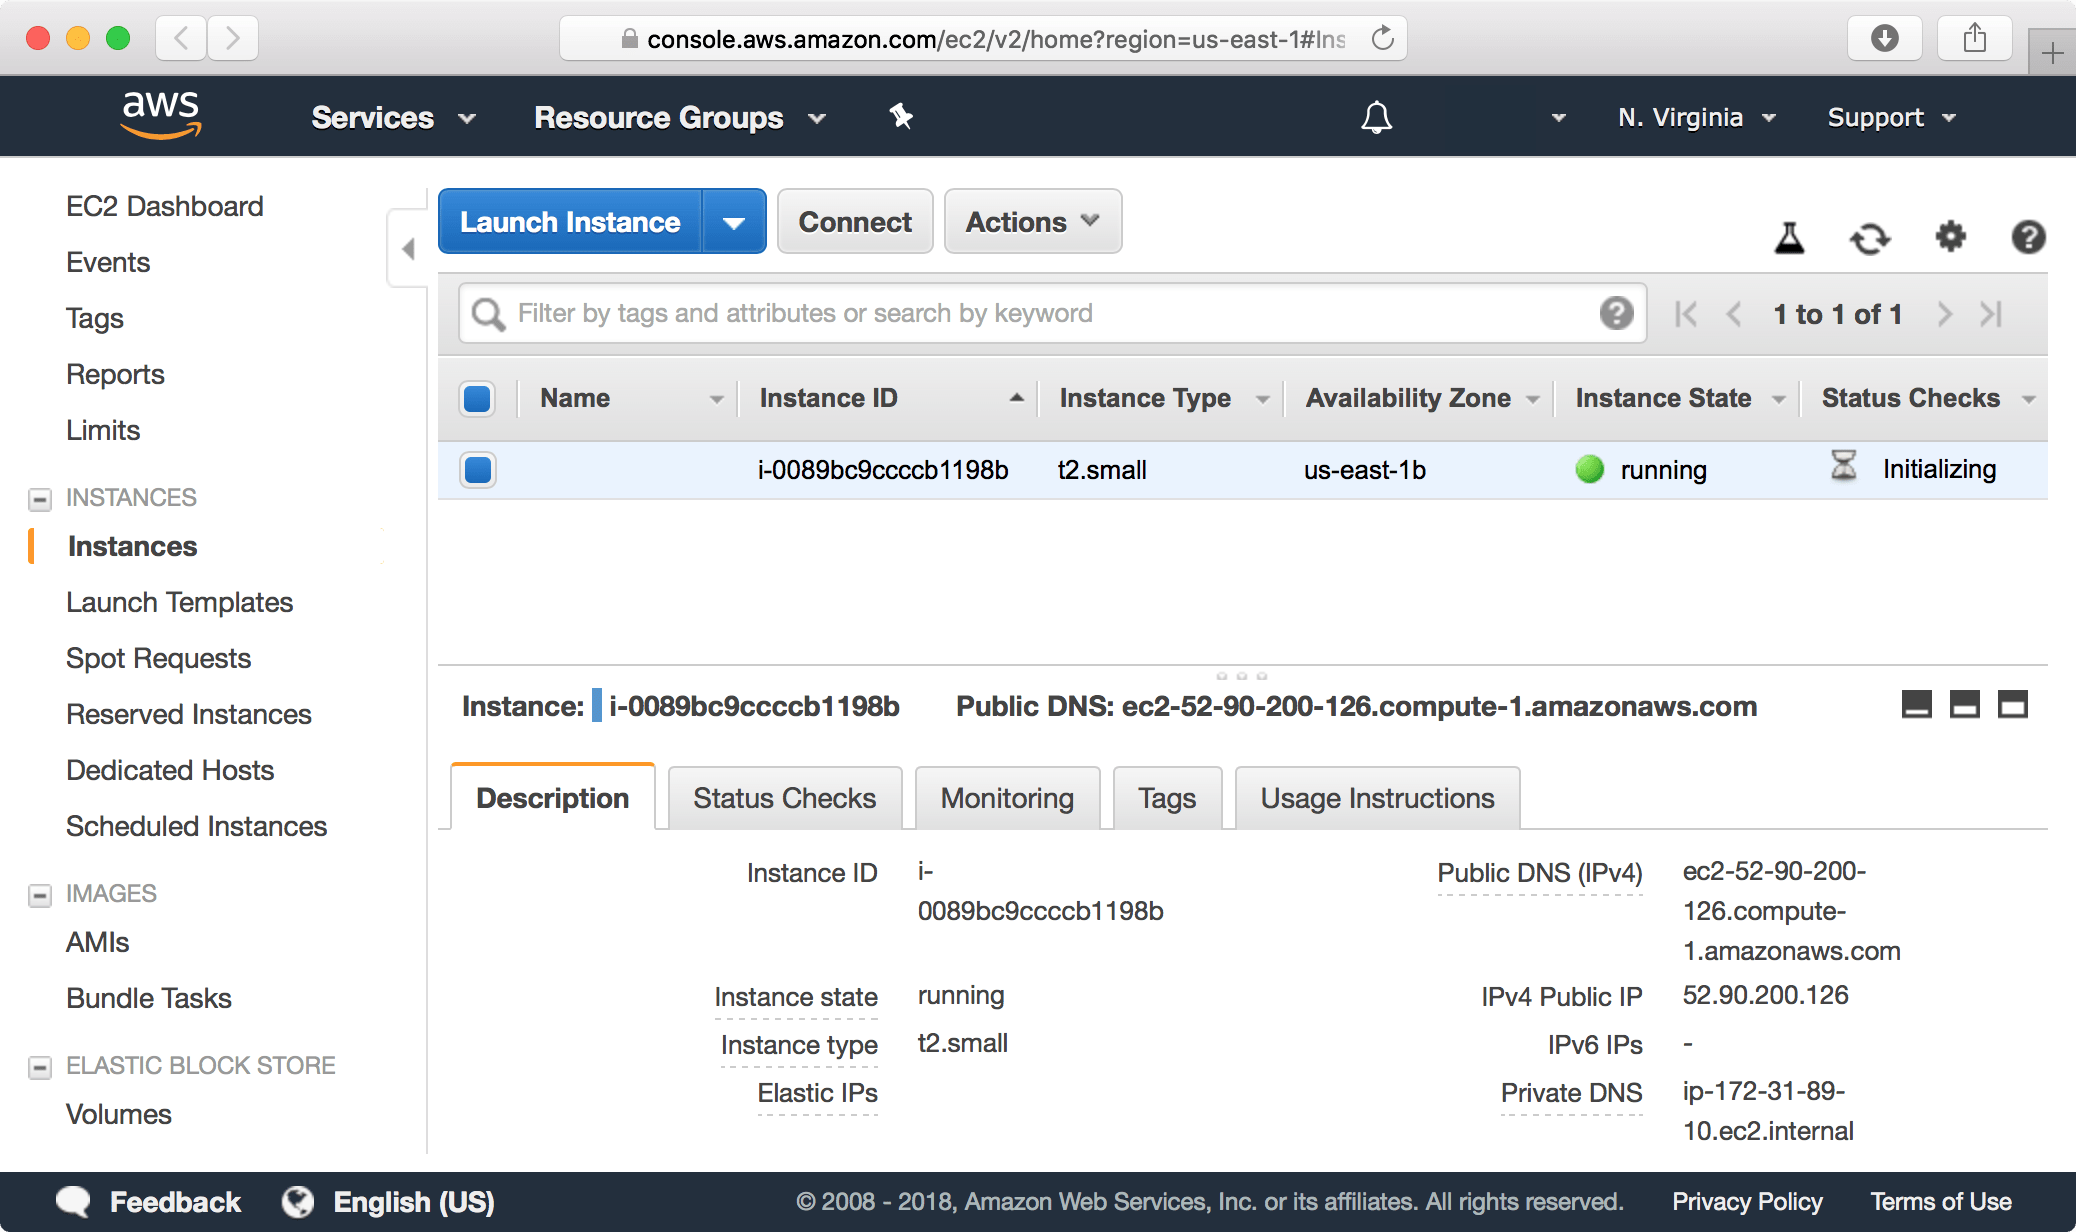 console.aws.amazon.com/ec2/v2/home?region=us-east-1#Ins
aws Services Resource Groups N. Virginia Support
EC2 Dashboard
Events
Tags
Reports
Limits
INSTANCES
Instances
Launch Templates
Spot Requests
Reserved Instances
Dedicated Hosts
Scheduled Instances
IMAGES
AMIs
Bundle Tasks
ELASTIC BLOCK STORE
Volumes
Launch Instance Connect Actions
Filter by tags and attributes or search by keyword 1 to 1 of 1
Name Instance ID Instance Type Availability Zone Instance State Status Checks
i-0089bc9ccccb1198b t2.small us-east-1b running Initializing
Instance: i-0089bc9ccccb1198b Public DNS: ec2-52-90-200-126.compute-1.amazonaws.com
Description Status Checks Monitoring Tags Usage Instructions
Instance ID i-
0089bc9ccccb1198b
Instance state running
Instance type t2.small
Elastic IPs
Public DNS (IPv4) ec2-52-90-200-
126.compute-
1.amazonaws.com
IPv4 Public IP 52.90.200.126
IPv6 IPs -
Private DNS ip-172-31-89-
10.ec2.internal
Feedback English (US) © 2008 - 2018, Amazon Web Services, Inc. or its affiliates. All rights reserved. Privacy Policy Terms of Use